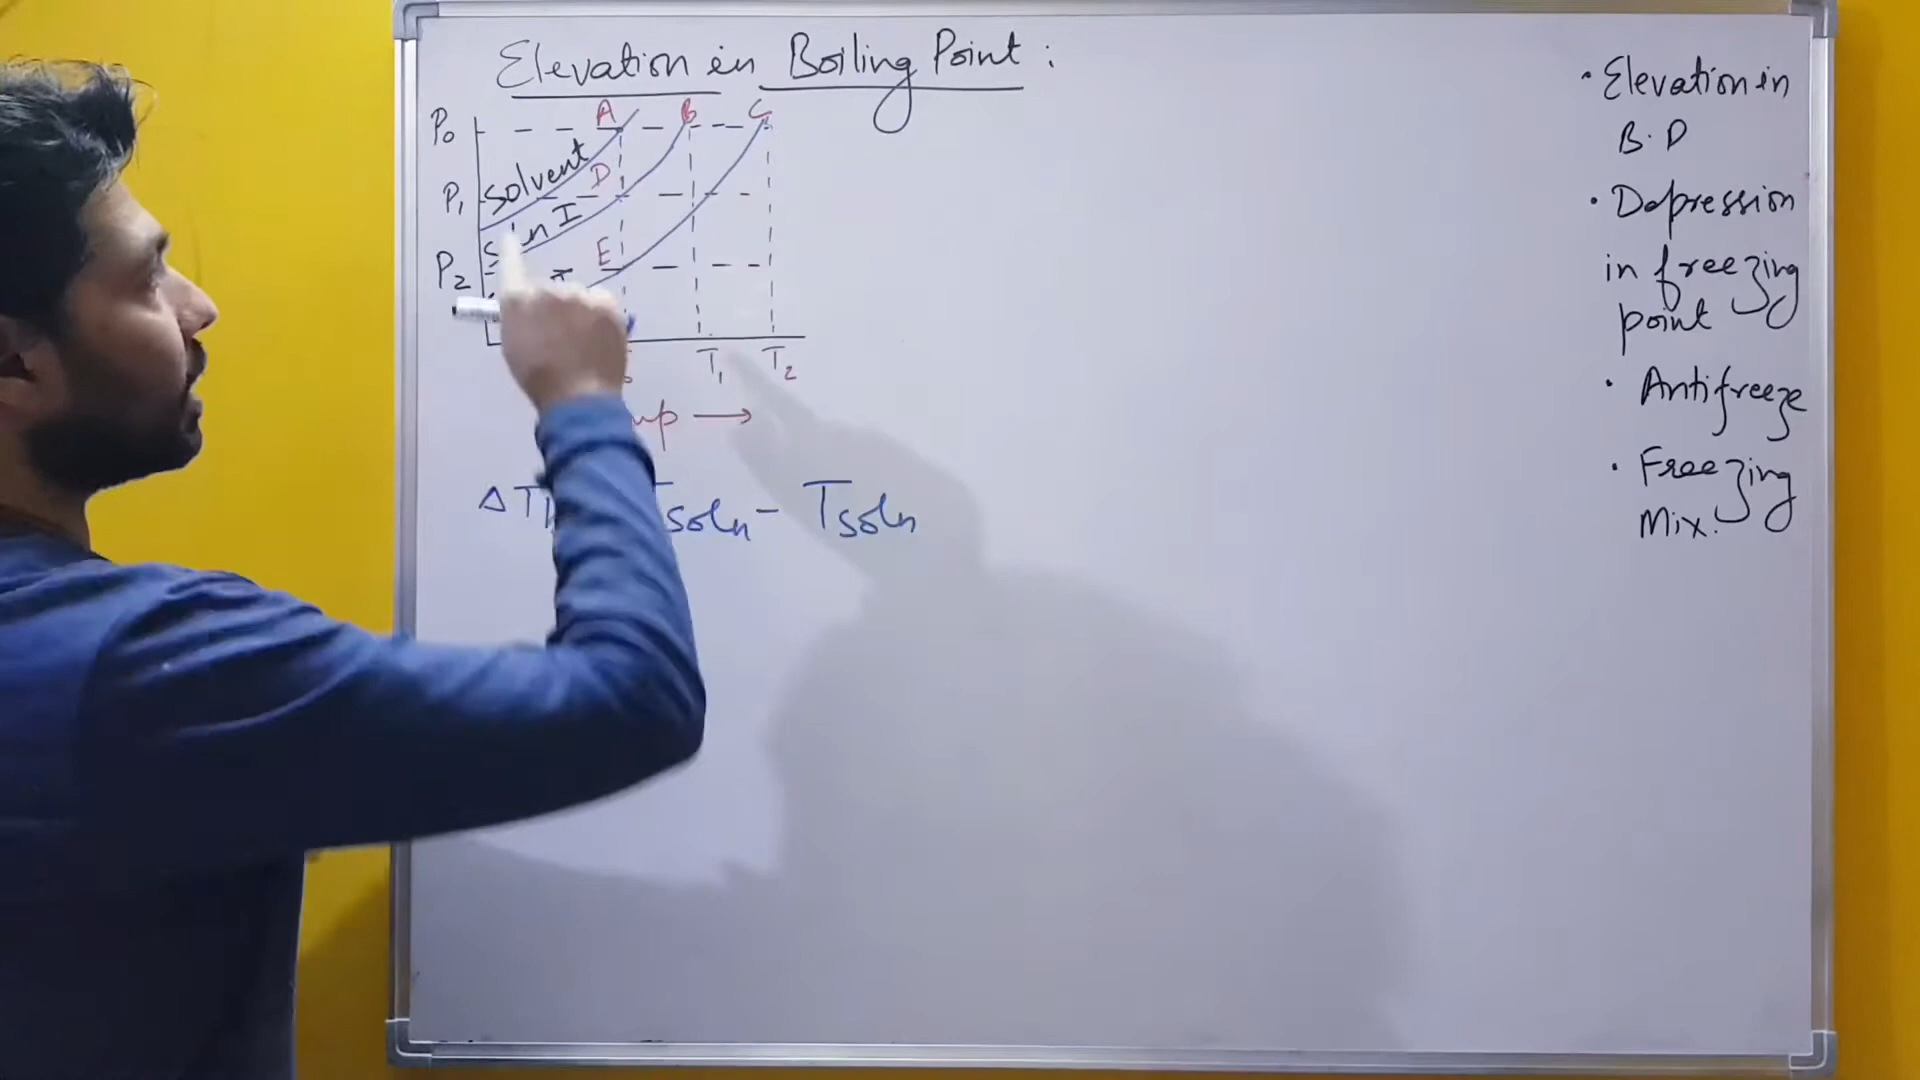 Elevation in Boiling Point :
P₀
A
B
C
Solvent
P₁
D
Soln I
P₂
E
T₁
T₂
Tsoln - Tsoln
• Elevation in
B.P
• Depression
in freezing
point
• Antifreeze
• Freezing
Mix.